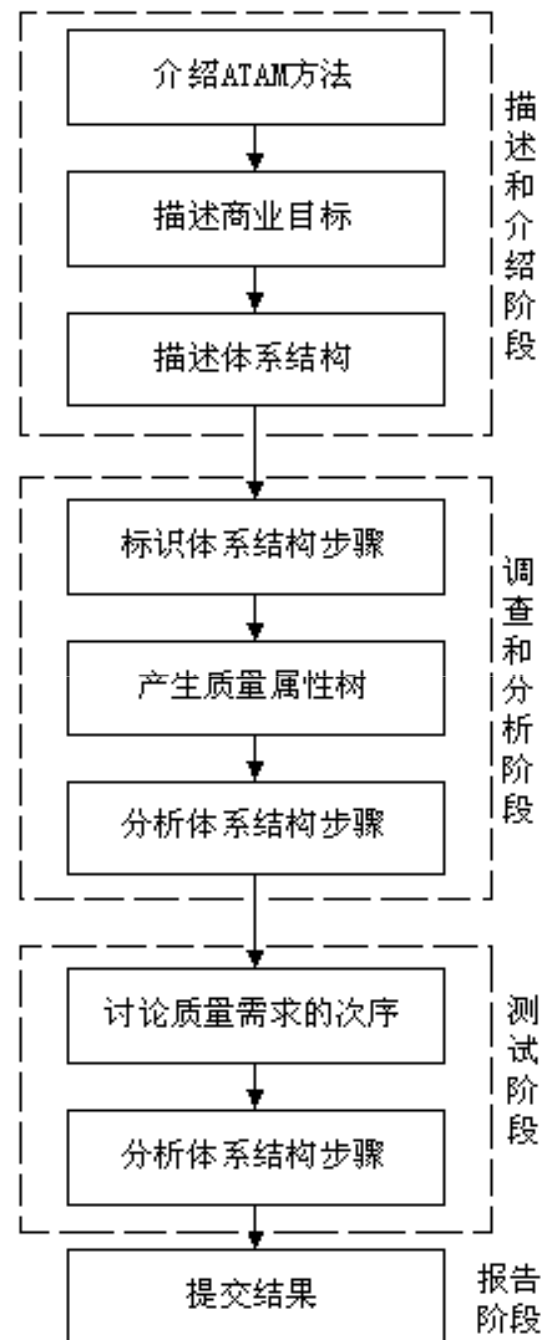 介绍ATAM方法
描述商业目标
描述体系结构
描述和介绍阶段
标识体系结构步骤
产生质量属性树
分析体系结构步骤
调查和分析阶段
讨论质量需求的次序
分析体系结构步骤
测试阶段
提交结果
报告
阶段